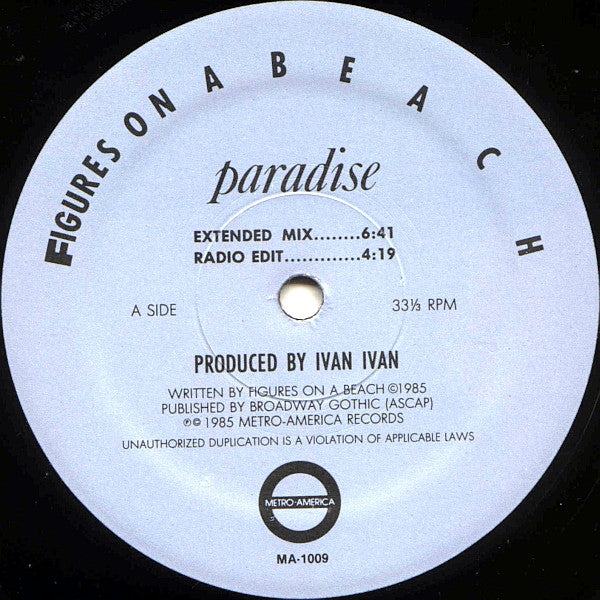 FIGURES ON A BEACH
paradise
EXTENDED MIX........6:41
RADIO EDIT.............4:19
A SIDE
33⅓ RPM
PRODUCED BY IVAN IVAN
WRITTEN BY FIGURES ON A BEACH ©1985
PUBLISHED BY BROADWAY GOTHIC (ASCAP)
℗© 1985 METRO-AMERICA RECORDS
UNAUTHORIZED DUPLICATION IS A VIOLATION OF APPLICABLE LAWS
METRO-AMERICA
MA-1009